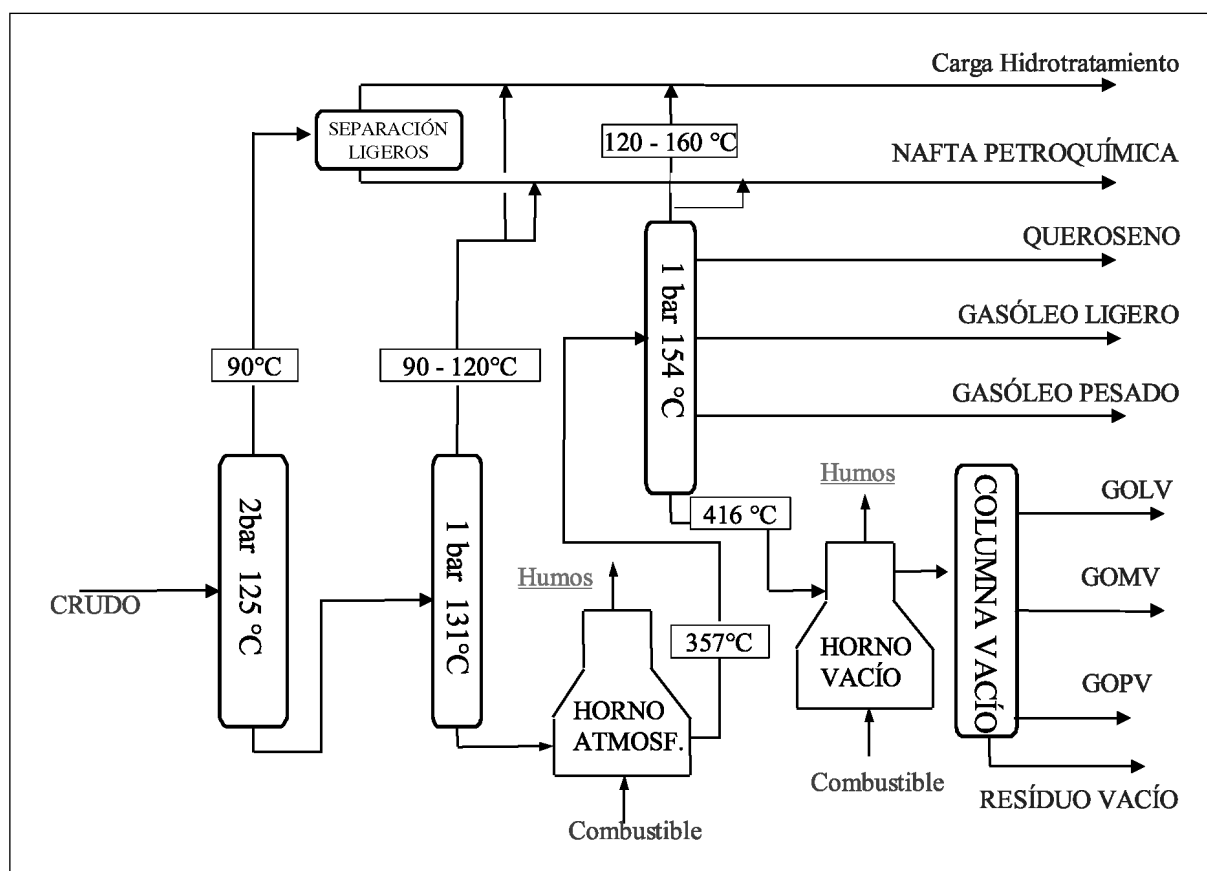 Carga Hidrotratamiento
SEPARACIÓN
LIGEROS
120 - 160 °C
NAFTA PETROQUÍMICA
QUEROSENO
GASÓLEO LIGERO
90°C
90 - 120°C
1 bar 154 °C
GASÓLEO PESADO
Humos
416 °C
GOLV
2bar 125 °C
1 bar 131°C
COLUMNA VACÍO
Humos
GOMV
CRUDO
357°C
HORNO
VACÍO
GOPV
HORNO
ATMOSF.
Combustible
RESÍDUO VACÍO
Combustible